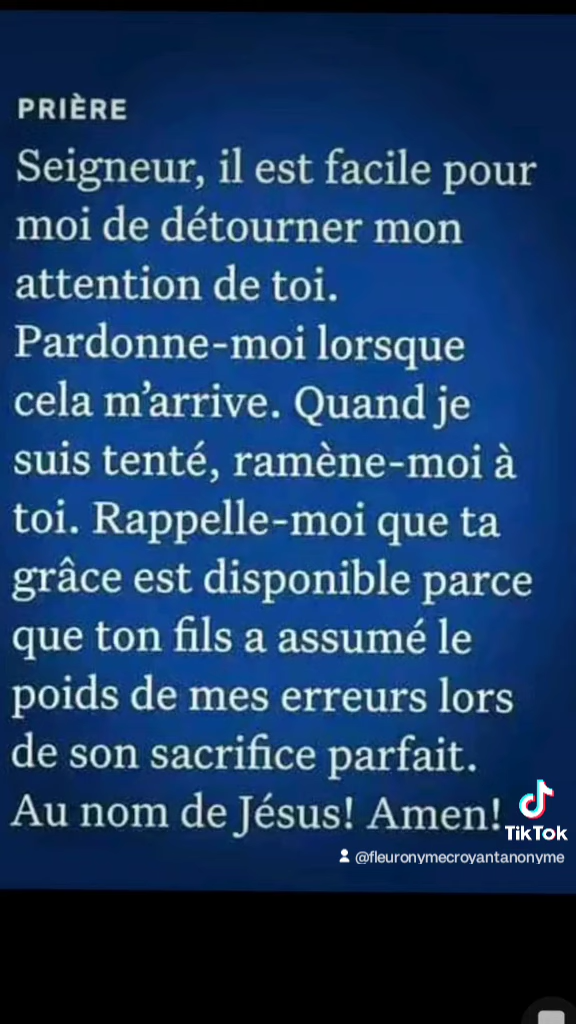 PRIÈRE
Seigneur, il est facile pour
moi de détourner mon
attention de toi.
Pardonne-moi lorsque
cela m’arrive. Quand je
suis tenté, ramène-moi à
toi. Rappelle-moi que ta
grâce est disponible parce
que ton fils a assumé le
poids de mes erreurs lors
de son sacrifice parfait.
Au nom de Jésus! Amen!
TikTok
@fleuronymecroyantanonyme